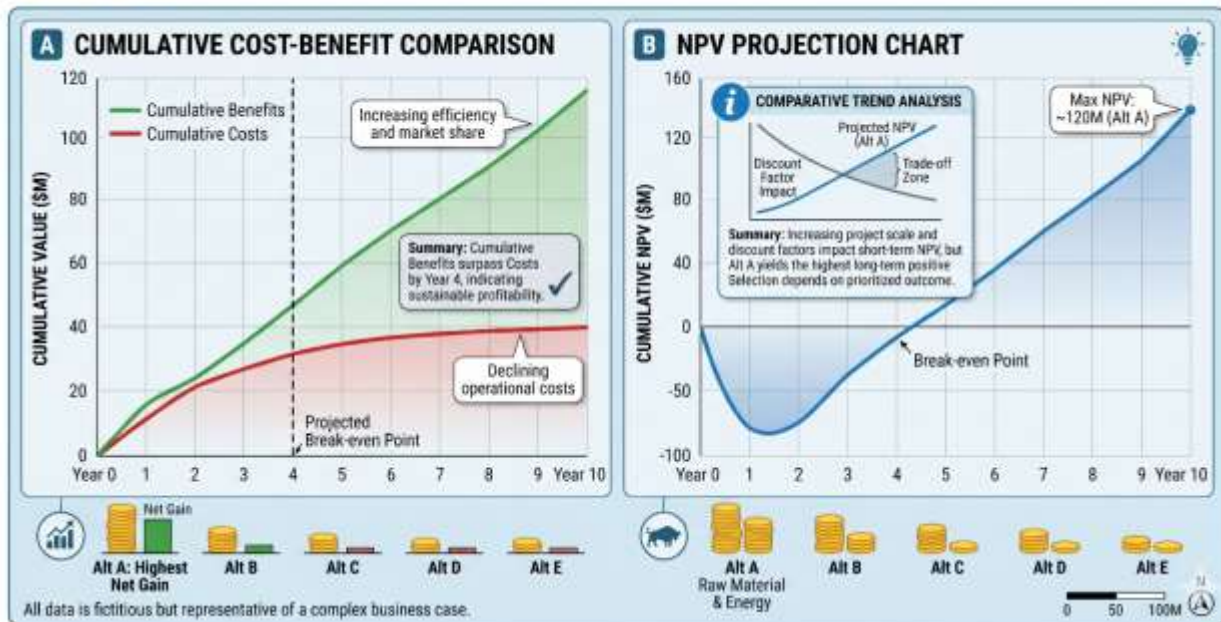 A CUMULATIVE COST-BENEFIT COMPARISON
120
100
80
60
40
20
0
CUMULATIVE VALUE ($M)
Cumulative Benefits
Cumulative Costs
Increasing efficiency
and market share
Summary: Cumulative
Benefits surpass Costs
by Year 4, indicating
sustainable profitability.
Declining
operational costs
Projected
Break-even Point
Year 0 1 2 3 4 5 6 7 8 9 Year 10
Net Gain
Alt A: Highest
Net Gain
Alt B
Alt C
Alt D
Alt E
All data is fictitious but representative of a complex business case.
B NPV PROJECTION CHART
160
120
80
40
0
-50
-100
CUMULATIVE NPV ($M)
i COMPARATIVE TREND ANALYSIS
Projected NPV
(Alt A)
Discount
Factor
Impact
Trade-off
Zone
Summary: Increasing project scale and
discount factors impact short-term NPV, but
Alt A yields the highest long-term positive
Selection depends on prioritized outcome.
Max NPV:
~120M (Alt A)
Break-even Point
Year 0 1 2 3 4 5 6 7 8 9 Year 10
Alt A
Raw Material
& Energy
Alt B
Alt C
Alt D
Alt E
N
0 50 100M